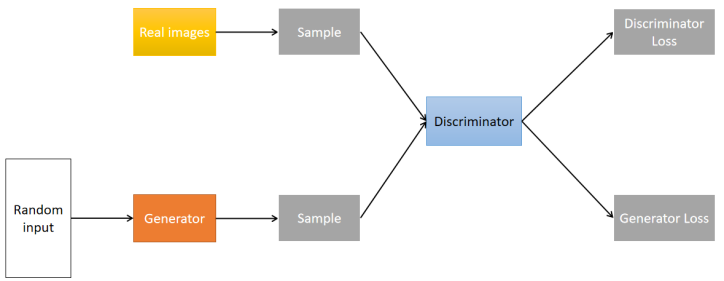 Real images
Sample
Discriminator
Loss
Discriminator
Random
input
Generator
Sample
Generator Loss